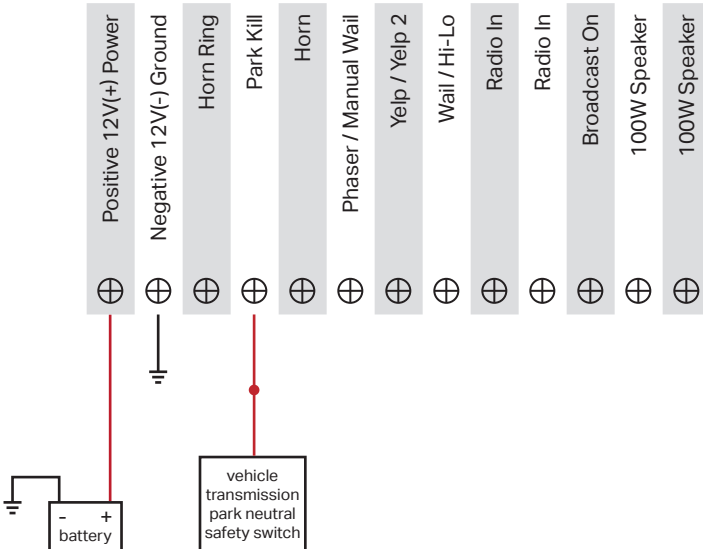 Positive 12V(+) Power
Negative 12V(-) Ground
Horn Ring
Park Kill
Horn
Phaser / Manual Wail
Yelp / Yelp 2
Wail / Hi-Lo
Radio In
Radio In
Broadcast On
100W Speaker
100W Speaker
- +
battery
vehicle
transmission
park neutral
safety switch